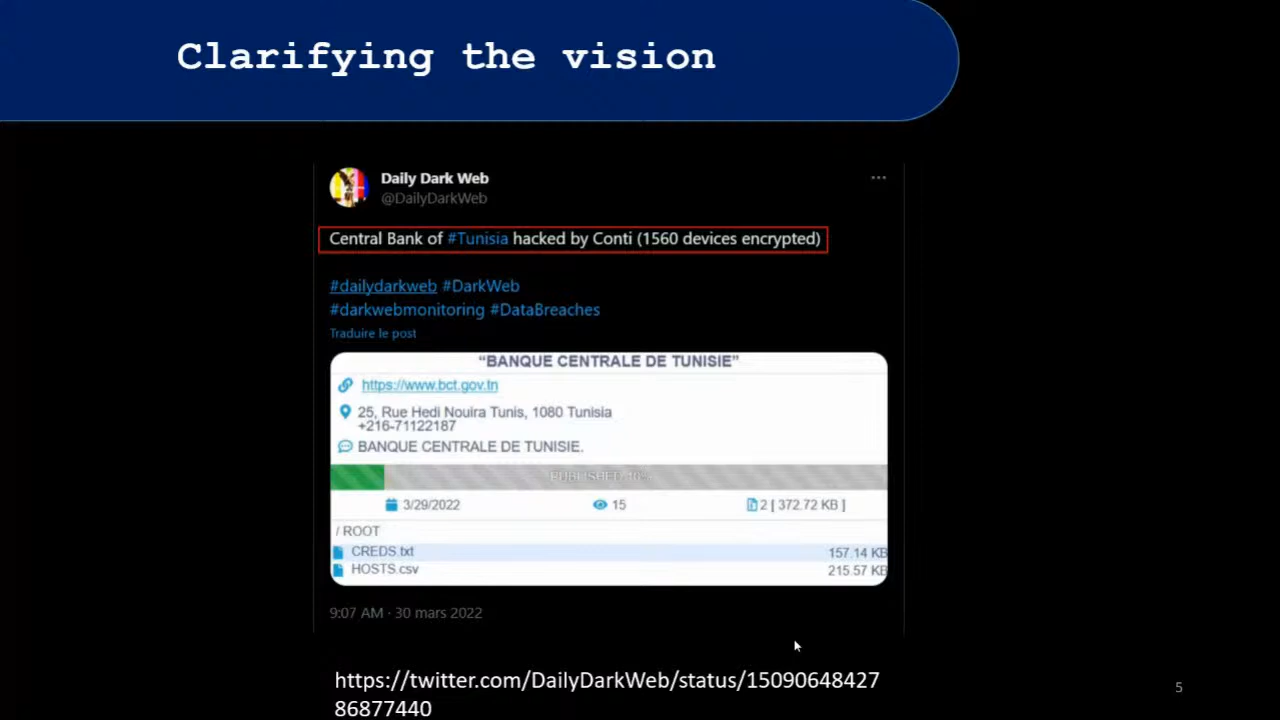 Clarifying the vision
Daily Dark Web
@DailyDarkWeb
Central Bank of #Tunisia hacked by Conti (1560 devices encrypted)
#dailydarkweb #DarkWeb
#darkwebmonitoring #DataBreaches
Traduire le post
“BANQUE CENTRALE DE TUNISIE”
https://www.bct.gov.tn
25, Rue Hedi Nouira Tunis, 1080 Tunisia
+216-71122187
BANQUE CENTRALE DE TUNISIE.
PUBLISHED 10%
3/29/2022 15 2 [ 372.72 KB ]
/ ROOT
CREDS.txt 157.14 KB
HOSTS.csv 215.57 KB
9:07 AM · 30 mars 2022
https://twitter.com/DailyDarkWeb/status/15090648427
86877440
5